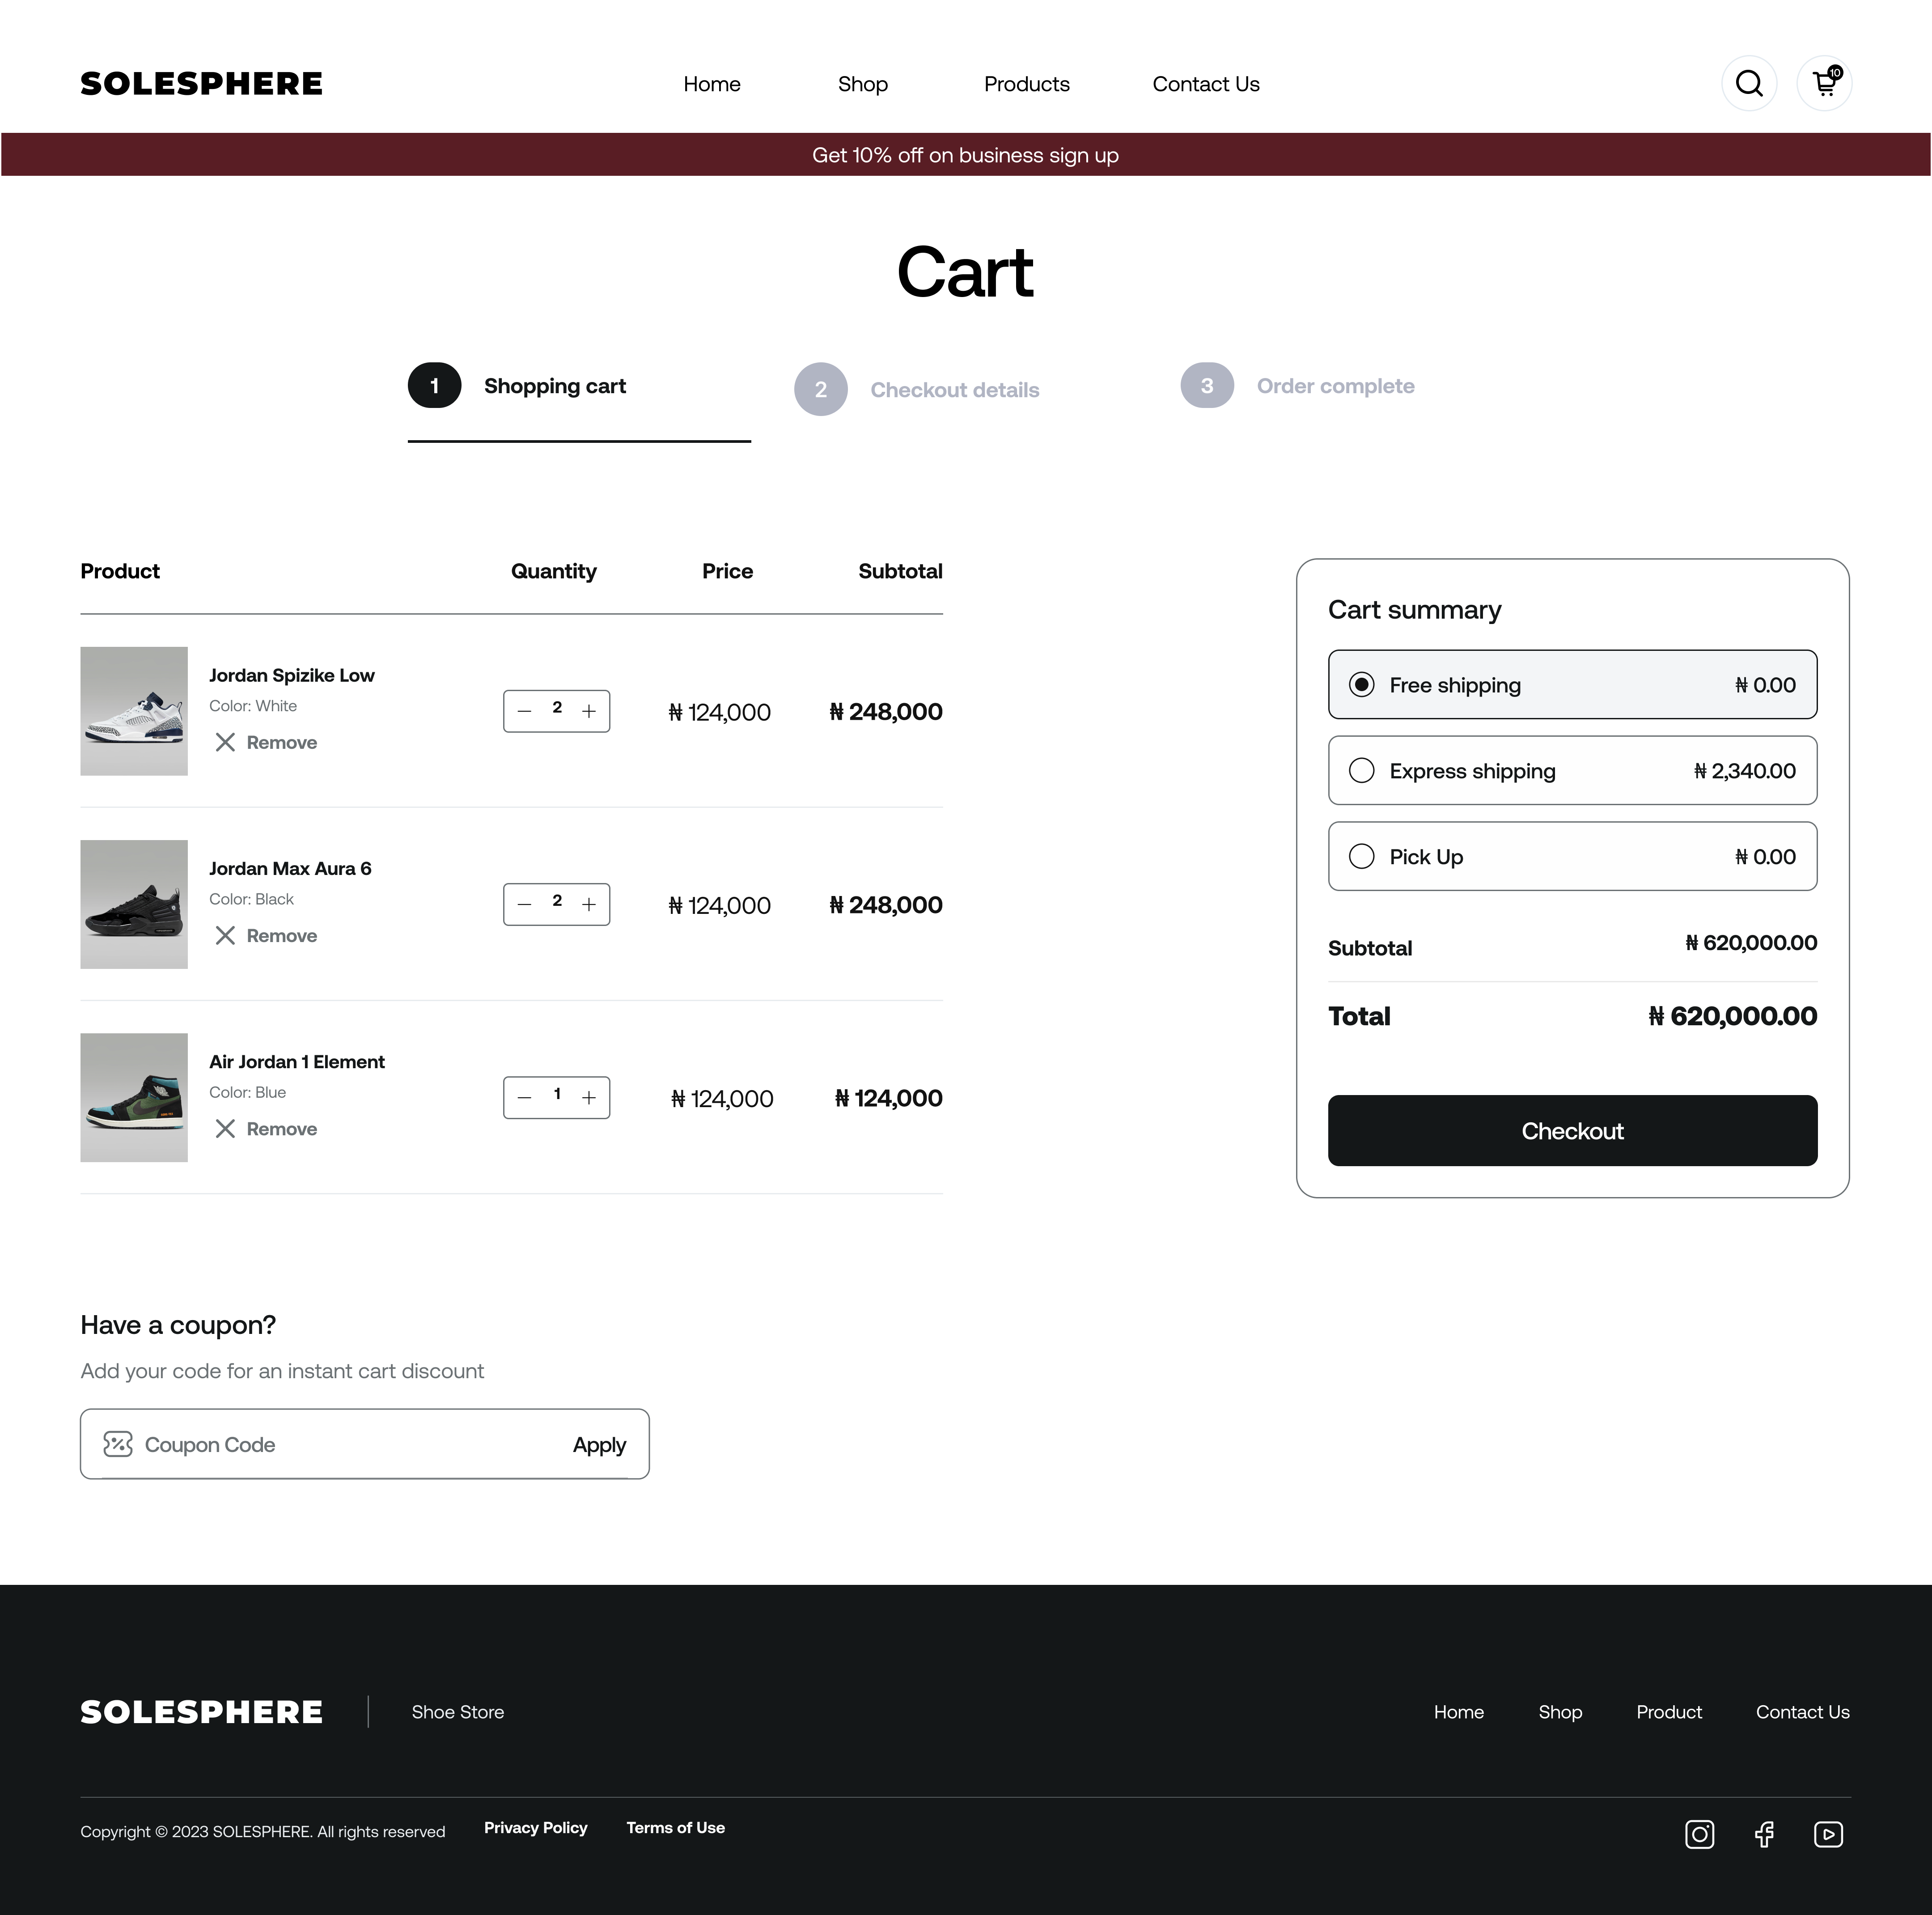 SOLESPHERE
Home Shop Products Contact Us
10
Get 10% off on business sign up
Cart
1 Shopping cart
2 Checkout details
3 Order complete
Product Quantity Price Subtotal
Jordan Spizike Low
Color: White
Remove
2 ₦ 124,000 ₦ 248,000
Jordan Max Aura 6
Color: Black
Remove
2 ₦ 124,000 ₦ 248,000
Air Jordan 1 Element
Color: Blue
Remove
1 ₦ 124,000 ₦ 124,000
Cart summary
Free shipping ₦ 0.00
Express shipping ₦ 2,340.00
Pick Up ₦ 0.00
Subtotal ₦ 620,000.00
Total ₦ 620,000.00
Checkout
Have a coupon?
Add your code for an instant cart discount
Coupon Code Apply
SOLESPHERE Shoe Store
Home Shop Product Contact Us
Copyright © 2023 SOLESPHERE. All rights reserved Privacy Policy Terms of Use